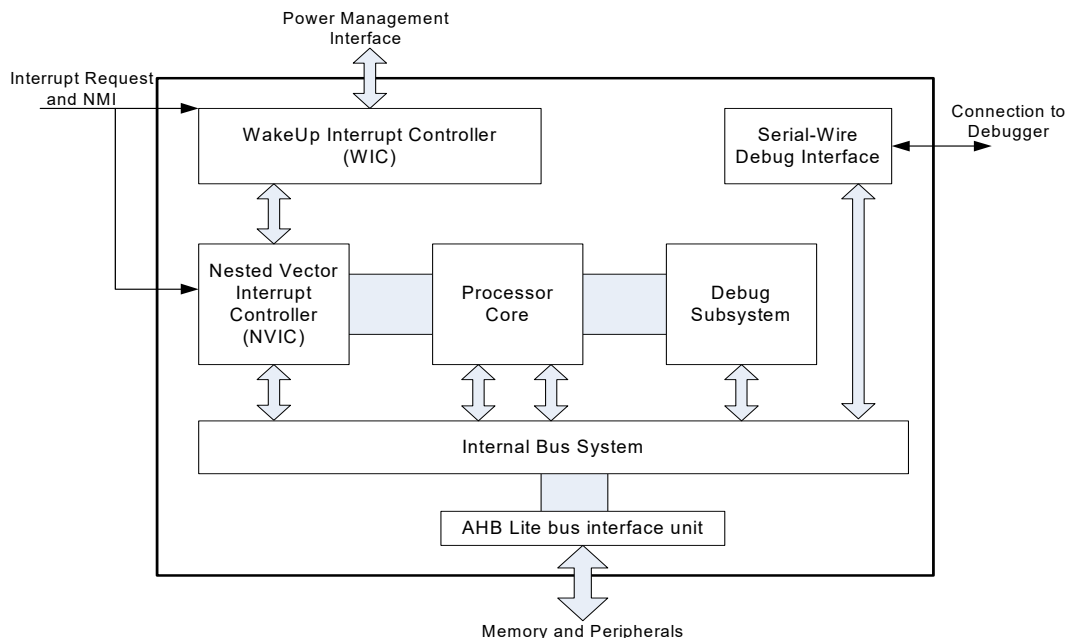 Power Management
Interface
Interrupt Request
and NMI
WakeUp Interrupt Controller
(WIC)
Serial-Wire
Debug Interface
Connection to
Debugger
Nested Vector
Interrupt
Controller
(NVIC)
Processor
Core
Debug
Subsystem
Internal Bus System
AHB Lite bus interface unit
Memory and Peripherals